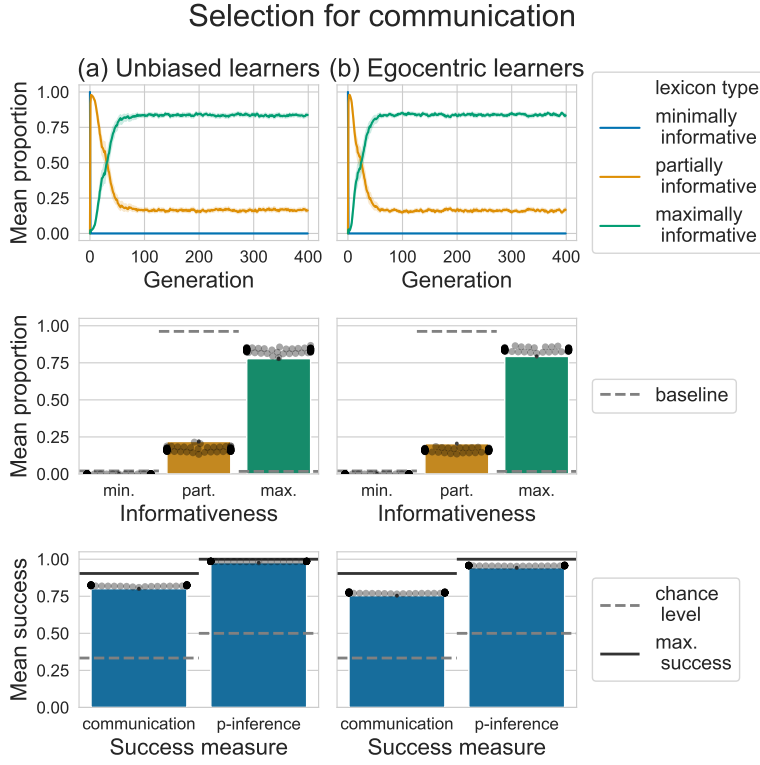 Selection for communication
(a) Unbiased learners (b) Egocentric learners
Mean proportion
1.00
0.75
0.50
0.25
0.00
0 100 200 300 400
Generation
0 100 200 300 400
Generation
lexicon type
minimally
informative
partially
informative
maximally
informative
Mean proportion
1.00
0.75
0.50
0.25
0.00
min. part. max.
Informativeness
min. part. max.
Informativeness
baseline
Mean success
1.00
0.75
0.50
0.25
0.00
communication p-inference
Success measure
communication p-inference
Success measure
chance
level
max.
success